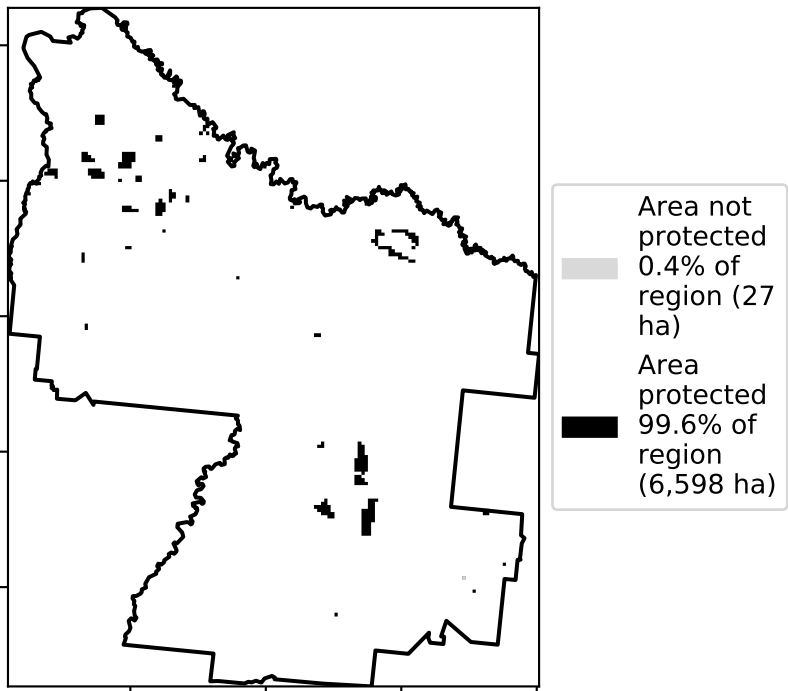 Area not
protected
0.4% of
region (27
ha)
Area
protected
99.6% of
region
(6,598 ha)